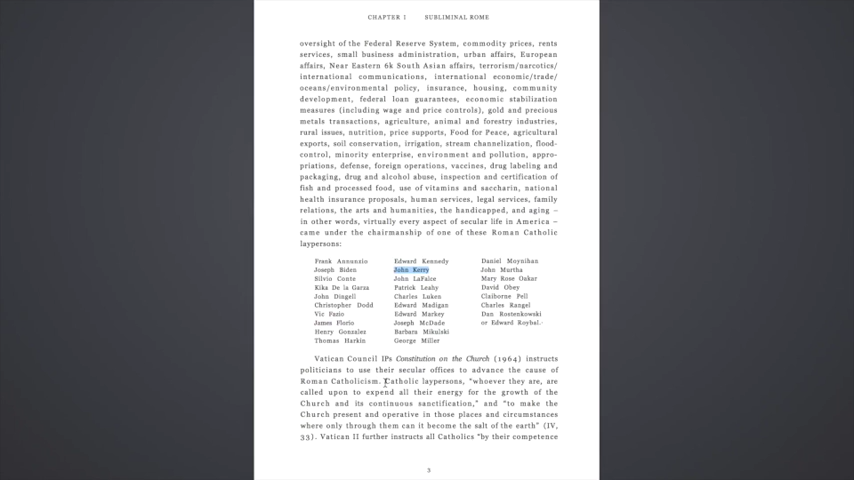 CHAPTER I SUBLIMINAL ROME
oversight of the Federal Reserve System, commodity prices, rents
services, small business administration, urban affairs, European
affairs, Near Eastern 6k South Asian affairs, terrorism/narcotics/
international communications, international economic/trade/
oceans/environmental policy, insurance, housing, community
development, federal loan guarantees, economic stabilization
measures (including wage and price controls), gold and precious
metals transactions, agriculture, animal and forestry industries,
rural issues, nutrition, price supports, Food for Peace, agricultural
exports, soil conservation, irrigation, stream channelization, flood-
control, minority enterprise, environment and pollution, appro-
priations, defense, foreign operations, vaccines, drug labeling and
packaging, drug and alcohol abuse, inspection and certification of
fish and processed food, use of vitamins and saccharin, national
health insurance proposals, human services, legal services, family
relations, the arts and humanities, the handicapped, and aging –
in other words, virtually every aspect of secular life in America –
came under the chairmanship of one of these Roman Catholic
laypersons:
Frank Annunzio
Joseph Biden
Silvio Conte
Kika De la Garza
John Dingell
Christopher Dodd
Vic Fazio
James Florio
Henry Gonzalez
Thomas Harkin
Edward Kennedy
John Kerry
John LaFalce
Patrick Leahy
Charles Luken
Edward Madigan
Edward Markey
Joseph McDade
Barbara Mikulski
George Miller
Daniel Moynihan
John Murtha
Mary Rose Oakar
David Obey
Claiborne Pell
Charles Rangel
Dan Rostenkowski
or Edward Roybal.
Vatican Council IPs Constitution on the Church (1964) instructs
politicians to use their secular offices to advance the cause of
Roman Catholicism. Catholic laypersons, "whoever they are, are
called upon to expend all their energy for the growth of the
Church and its continuous sanctification," and "to make the
Church present and operative in those places and circumstances
where only through them can it become the salt of the earth" (IV,
33). Vatican II further instructs all Catholics "by their competence
3